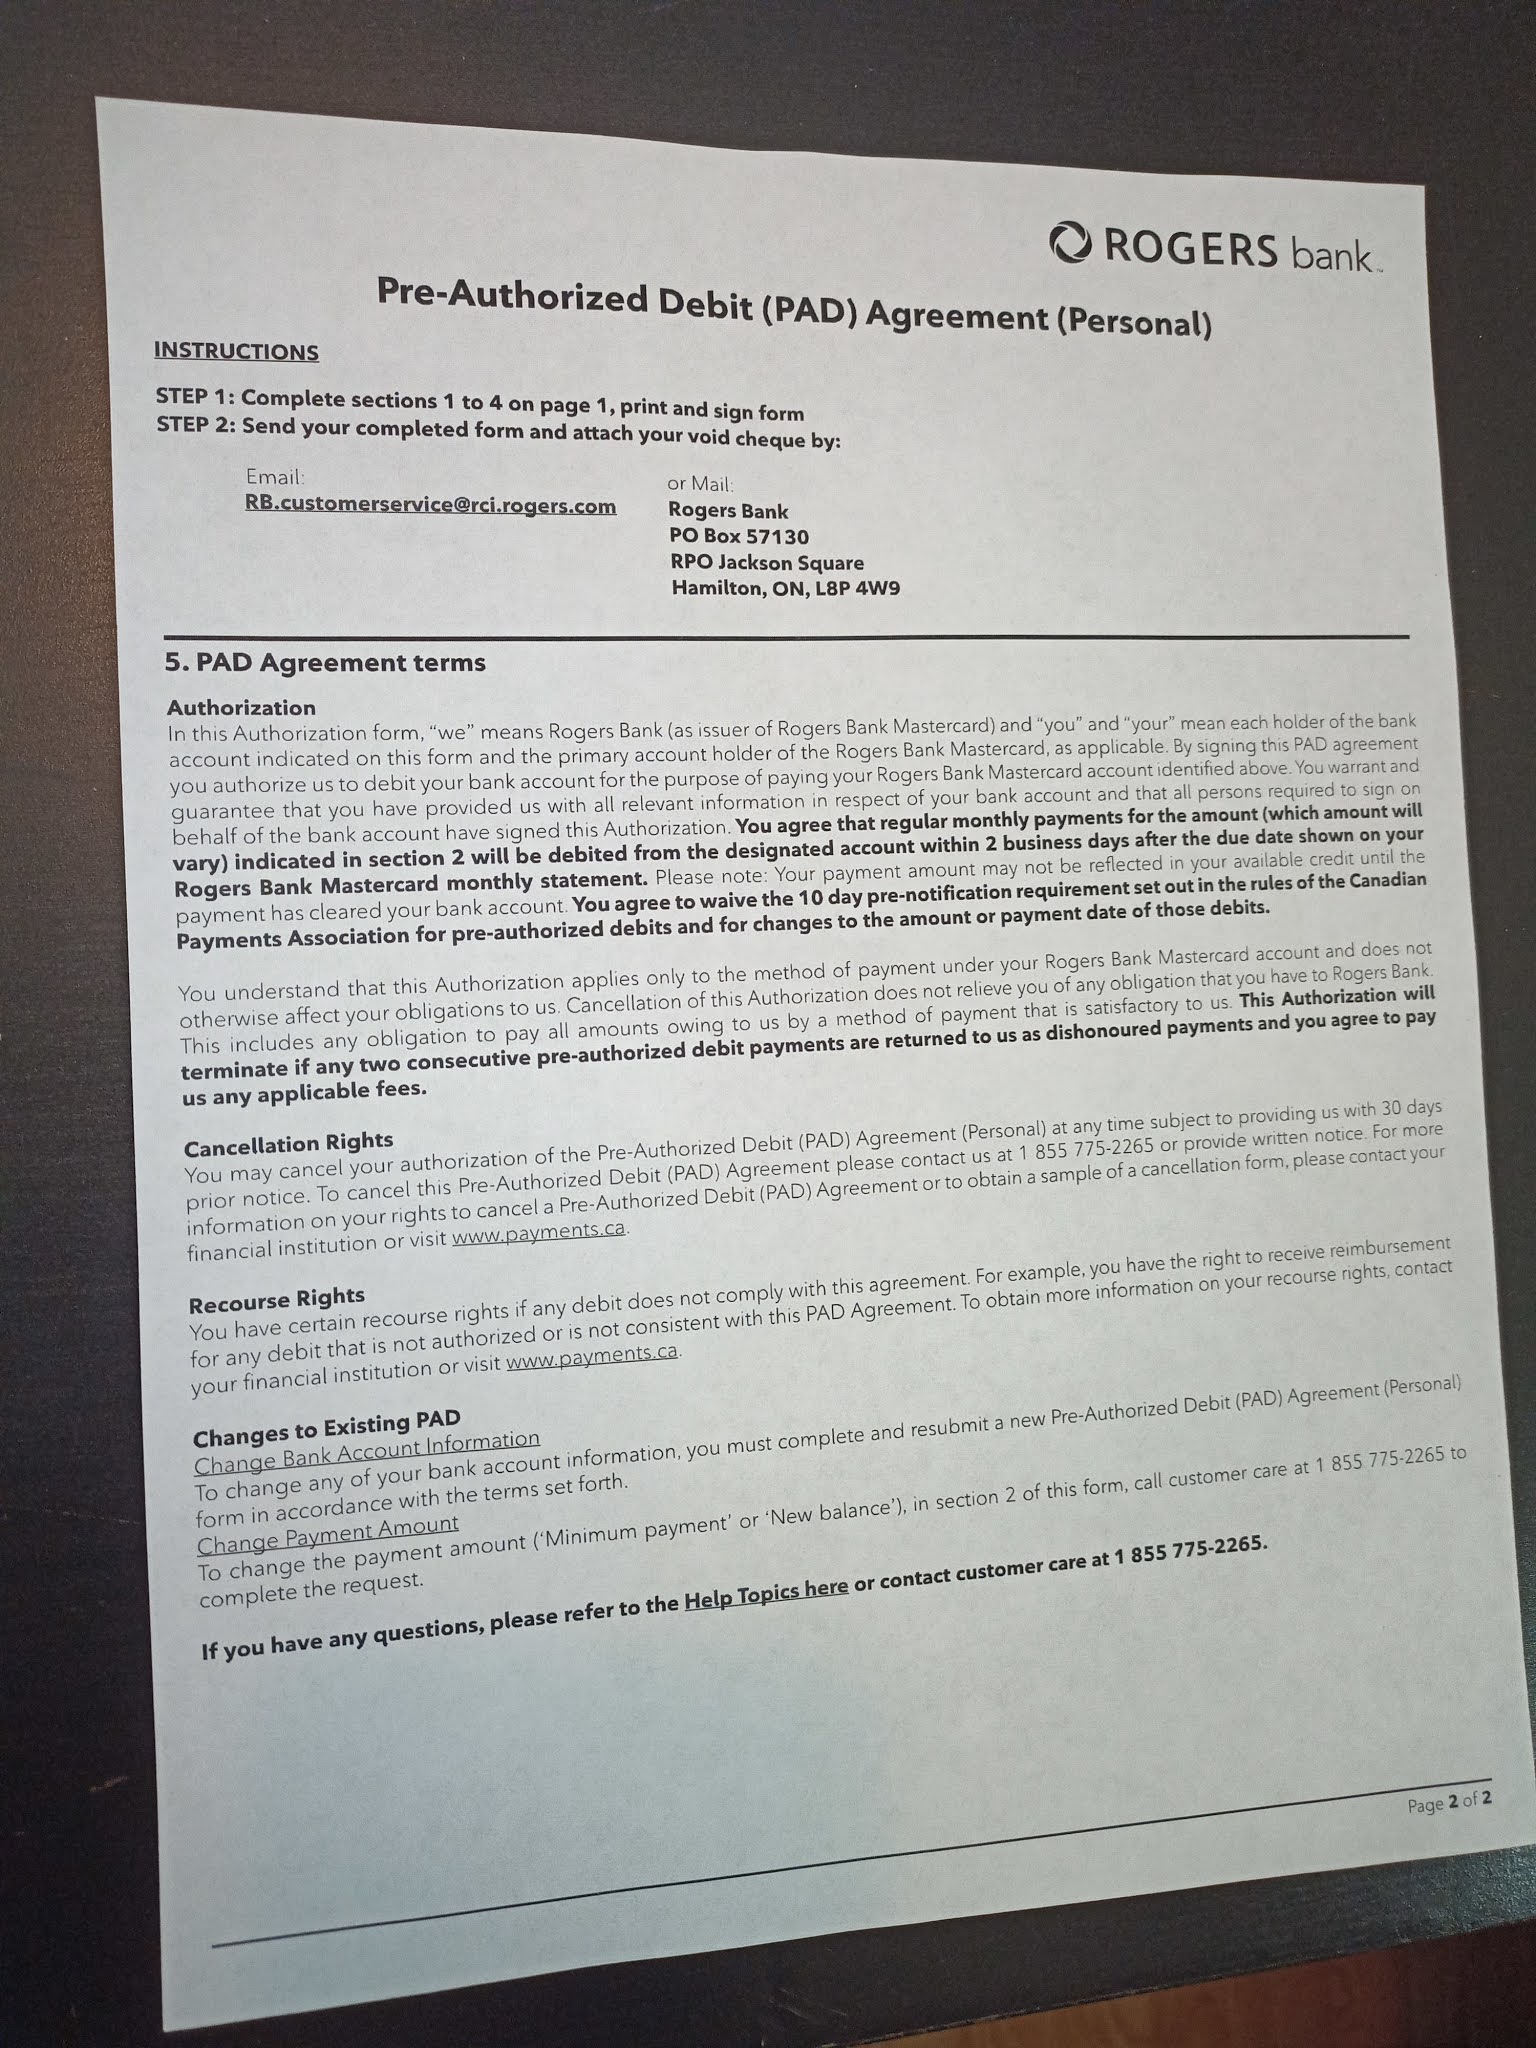 ROGERS bank™
Pre-Authorized Debit (PAD) Agreement (Personal)
INSTRUCTIONS
STEP 1: Complete sections 1 to 4 on page 1, print and sign form
STEP 2: Send your completed form and attach your void cheque by:
Email:
RB.customerservice@rci.rogers.com
or Mail:
Rogers Bank
PO Box 57130
RPO Jackson Square
Hamilton, ON, L8P 4W9
5. PAD Agreement terms
Authorization
In this Authorization form, “we” means Rogers Bank (as issuer of Rogers Bank Mastercard) and “you” and “your” mean each holder of the bank
account indicated on this form and the primary account holder of the Rogers Bank Mastercard, as applicable. By signing this PAD agreement
you authorize us to debit your bank account for the purpose of paying your Rogers Bank Mastercard account identified above. You warrant and
guarantee that you have provided us with all relevant information in respect of your bank account and that all persons required to sign on
behalf of the bank account have signed this Authorization. You agree that regular monthly payments for the amount (which amount will
vary) indicated in section 2 will be debited from the designated account within 2 business days after the due date shown on your
Rogers Bank Mastercard monthly statement. Please note: Your payment amount may not be reflected in your available credit until the
payment has cleared your bank account. You agree to waive the 10 day pre-notification requirement set out in the rules of the Canadian
Payments Association for pre-authorized debits and for changes to the amount or payment date of those debits.
You understand that this Authorization applies only to the method of payment under your Rogers Bank Mastercard account and does not
otherwise affect your obligations to us. Cancellation of this Authorization does not relieve you of any obligation that you have to Rogers Bank.
This includes any obligation to pay all amounts owing to us by a method of payment that is satisfactory to us. This Authorization will
terminate if any two consecutive pre-authorized debit payments are returned to us as dishonoured payments and you agree to pay
us any applicable fees.
Cancellation Rights
You may cancel your authorization of the Pre-Authorized Debit (PAD) Agreement (Personal) at any time subject to providing us with 30 days
prior notice. To cancel this Pre-Authorized Debit (PAD) Agreement please contact us at 1 855 775-2265 or provide written notice. For more
information on your rights to cancel a Pre-Authorized Debit (PAD) Agreement or to obtain a sample of a cancellation form, please contact your
financial institution or visit www.payments.ca.
Recourse Rights
You have certain recourse rights if any debit does not comply with this agreement. For example, you have the right to receive reimbursement
for any debit that is not authorized or is not consistent with this PAD Agreement. To obtain more information on your recourse rights, contact
your financial institution or visit www.payments.ca.
Changes to Existing PAD
Change Bank Account Information
To change any of your bank account information, you must complete and resubmit a new Pre-Authorized Debit (PAD) Agreement (Personal)
form in accordance with the terms set forth.
Change Payment Amount
To change the payment amount (‘Minimum payment’ or ‘New balance’), in section 2 of this form, call customer care at 1 855 775-2265 to
complete the request.
If you have any questions, please refer to the Help Topics here or contact customer care at 1 855 775-2265.
Page 2 of 2